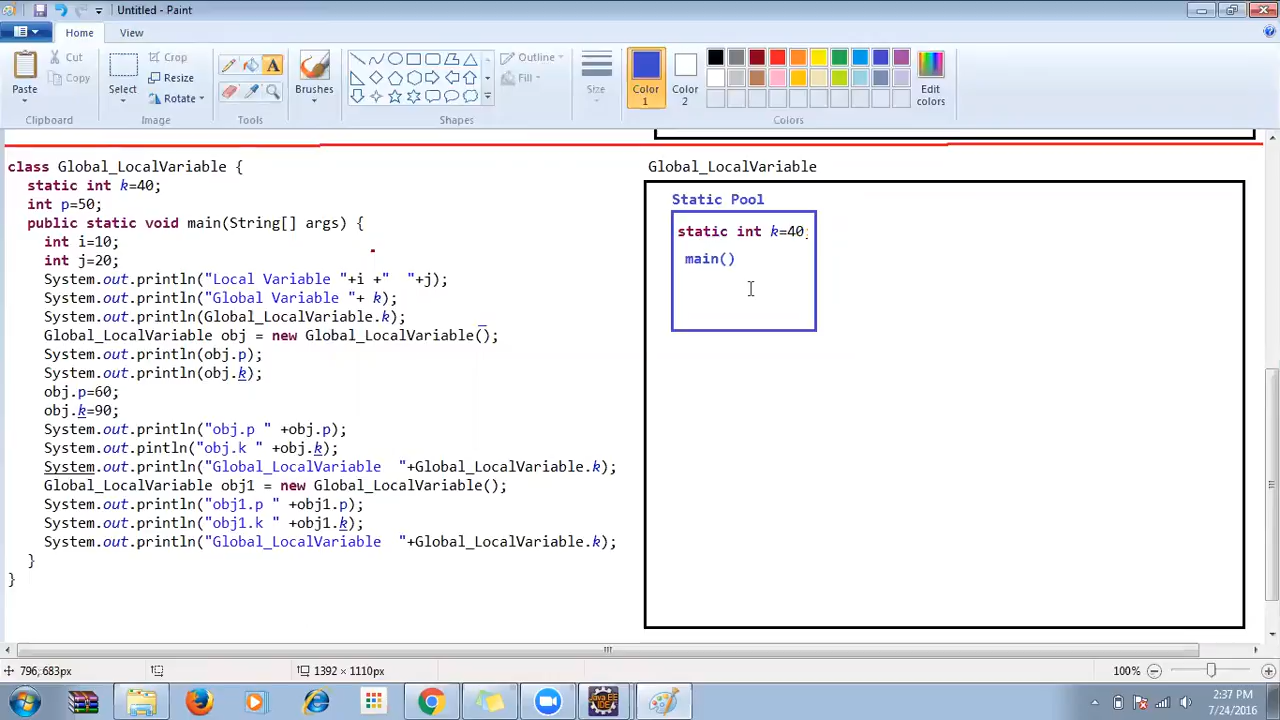 Untitled - Paint
Home View
Paste
Cut
Copy
Clipboard
Select
Crop
Resize
Rotate
Image
Tools
Brushes
Shapes
Outline
Fill
Size
Color 1
Color 2
Edit colors
Colors
class Global_LocalVariable {
static int k=40;
int p=50;
public static void main(String[] args) {
int i=10;
int j=20;
System.out.println("Local Variable "+i +"  "+j);
System.out.println("Global Variable "+ k);
System.out.println(Global_LocalVariable.k);
Global_LocalVariable obj = new Global_LocalVariable();
System.out.println(obj.p);
System.out.println(obj.k);
obj.p=60;
obj.k=90;
System.out.println("obj.p " +obj.p);
System.out.pintln("obj.k " +obj.k);
System.out.println("Global_LocalVariable  "+Global_LocalVariable.k);
Global_LocalVariable obj1 = new Global_LocalVariable();
System.out.println("obj1.p " +obj1.p);
System.out.println("obj1.k " +obj1.k);
System.out.println("Global_LocalVariable  "+Global_LocalVariable.k);
}
}
Global_LocalVariable
Static Pool
static int k=40;
main()
796, 683px
1392 × 1110px
100%
Java EE
IDE
2:37 PM
7/24/2016